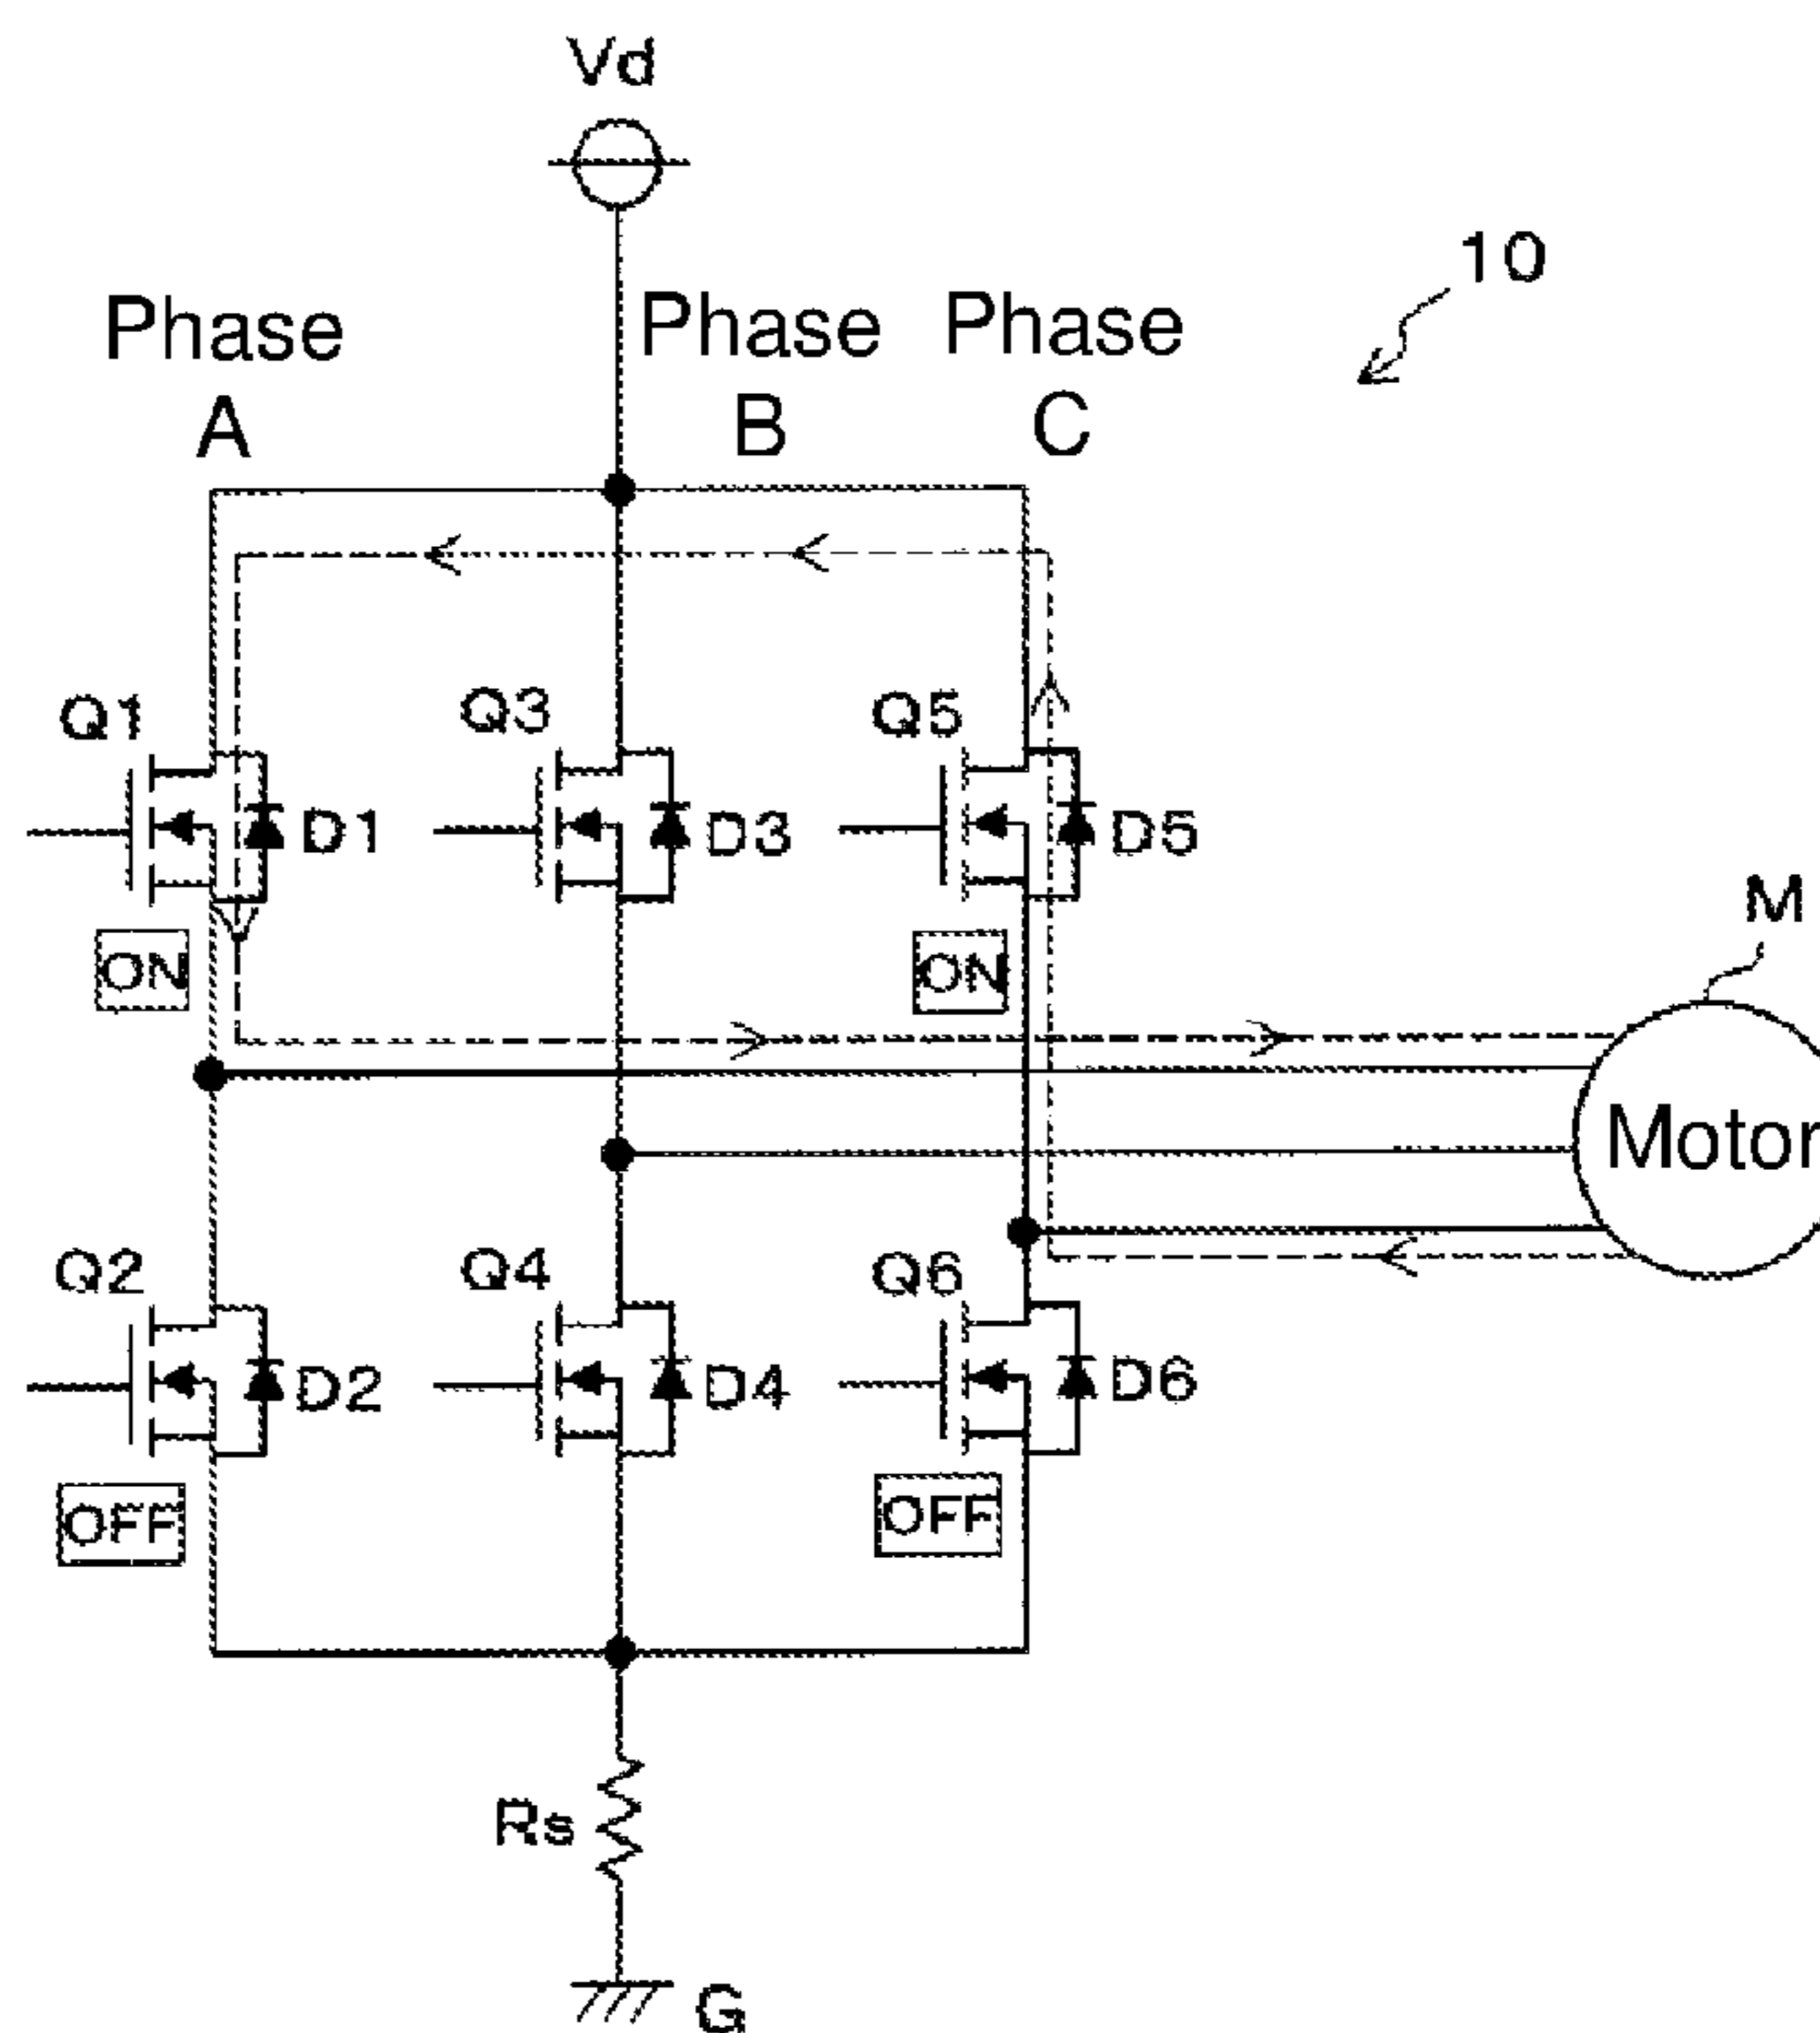 Vd
10
Phase A
Phase B
Phase C
Q1
D1
ON
Q3
D3
Q5
D5
ON
M
Motor
Q2
D2
OFF
Q4
D4
Q6
D6
OFF
Rs
G